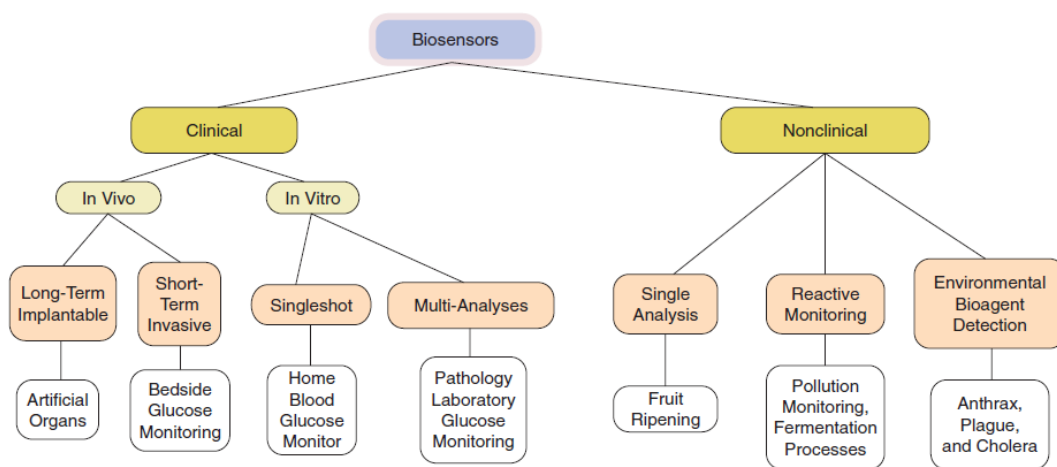 Biosensors
Clinical
Nonclinical
In Vivo
In Vitro
Long-Term
Implantable
Short-
Term
Invasive
Singleshot
Multi-Analyses
Single
Analysis
Reactive
Monitoring
Environmental
Bioagent
Detection
Artificial
Organs
Bedside
Glucose
Monitoring
Home
Blood
Glucose
Monitor
Pathology
Laboratory
Glucose
Monitoring
Fruit
Ripening
Pollution
Monitoring,
Fermentation
Processes
Anthrax,
Plague,
and Cholera